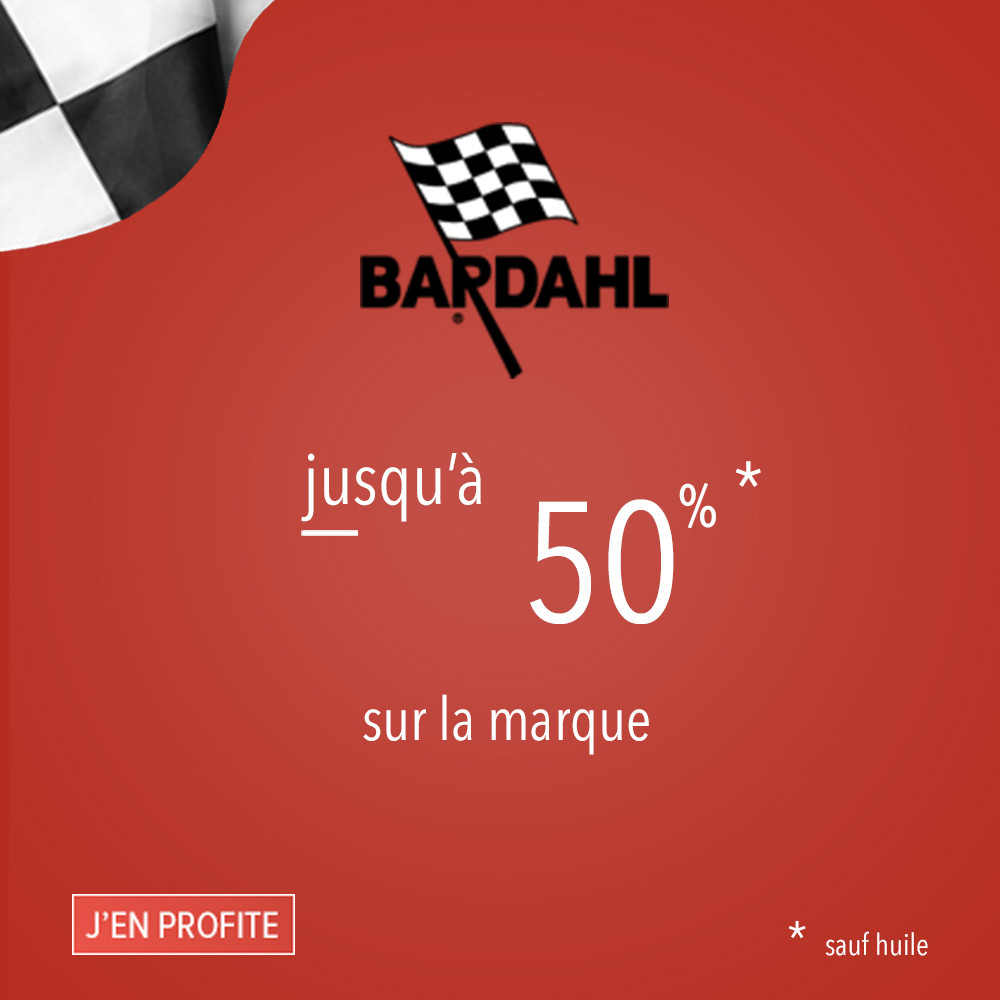 BARDAHL
®
jusqu'à
50% *
sur la marque
J'EN PROFITE
* sauf huile